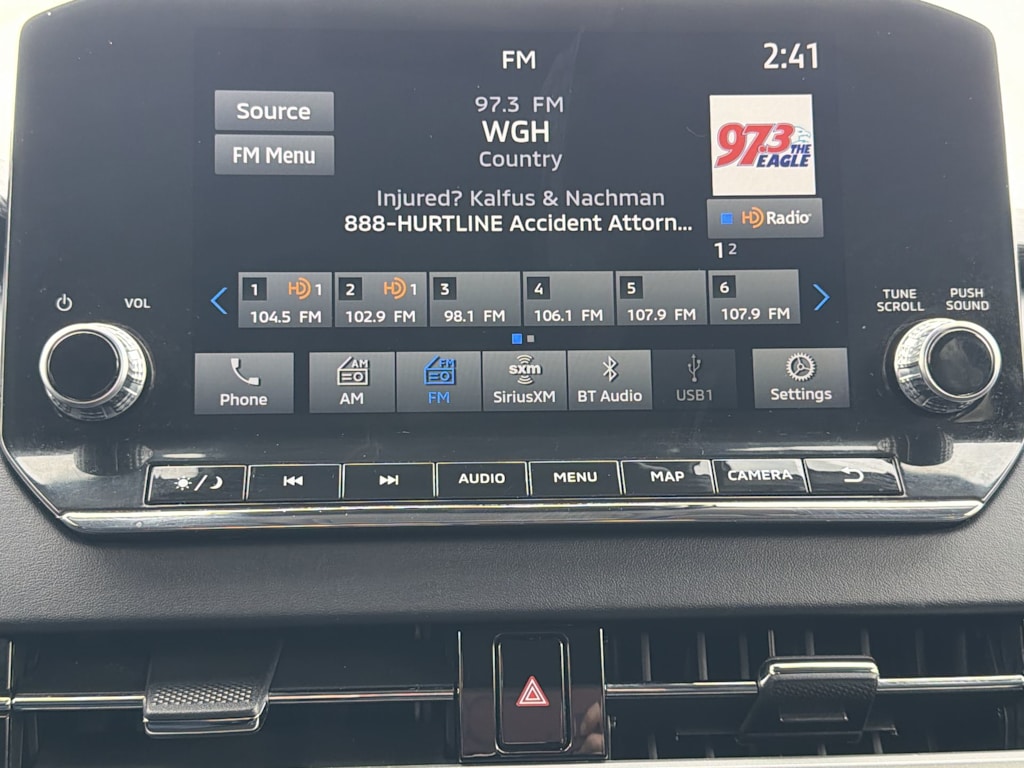 FM
2:41
Source
FM Menu
97.3 FM
WGH
Country
97.3 THE EAGLE
Injured? Kalfus & Nachman
888-HURTLINE Accident Attorn...
HD Radio
1 2
VOL
TUNE SCROLL
PUSH SOUND
1 HD 1
104.5 FM
2 HD 1
102.9 FM
3
98.1 FM
4
106.1 FM
5
107.9 FM
6
107.9 FM
Phone
AM
AM
FM
FM
sxm
SiriusXM
BT Audio
USB1
Settings
AUDIO
MENU
MAP
CAMERA